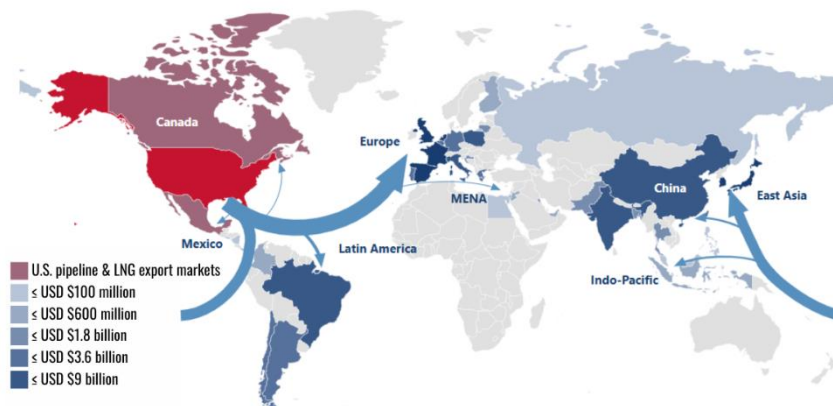 Canada
Europe
China
MENA
East Asia
Mexico
Latin America
Indo-Pacific
U.S. pipeline & LNG export markets
≤ USD $100 million
≤ USD $600 million
≤ USD $1.8 billion
≤ USD $3.6 billion
≤ USD $9 billion